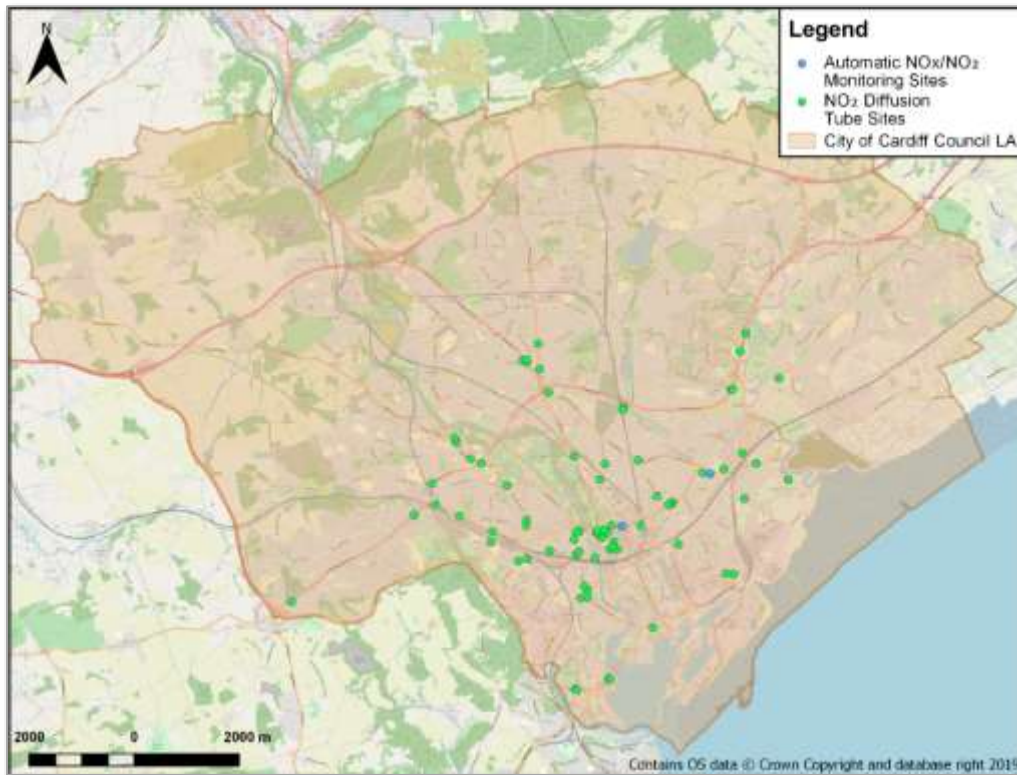 N
Legend
Automatic NOx/NO₂
Monitoring Sites
NO₂ Diffusion
Tube Sites
City of Cardiff Council LA
2000 0 2000 m
Contains OS data © Crown Copyright and database right 2019